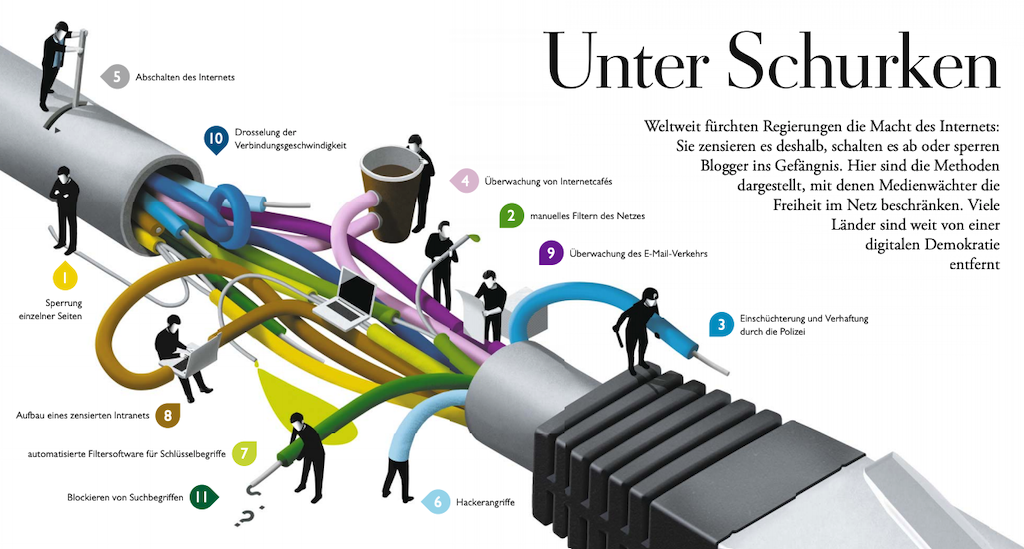 Unter Schurken
Weltweit fürchten Regierungen die Macht des Internets:
Sie zensieren es deshalb, schalten es ab oder sperren
Blogger ins Gefängnis. Hier sind die Methoden
dargestellt, mit denen Medienwächter die
Freiheit im Netz beschränken. Viele
Länder sind weit von einer
digitalen Demokratie
entfernt
5 Abschalten des Internets
10 Drosselung der
Verbindungsgeschwindigkeit
4 Überwachung von Internetcafés
2 manuelles Filtern des Netzes
9 Überwachung des E-Mail-Verkehrs
1
Sperrung
einzelner Seiten
3 Einschüchterung und Verhaftung
durch die Polizei
Aufbau eines zensierten Intranets 8
automatisierte Filtersoftware für Schlüsselbegriffe 7
Blockieren von Suchbegriffen 11
6 Hackerangriffe
?
?